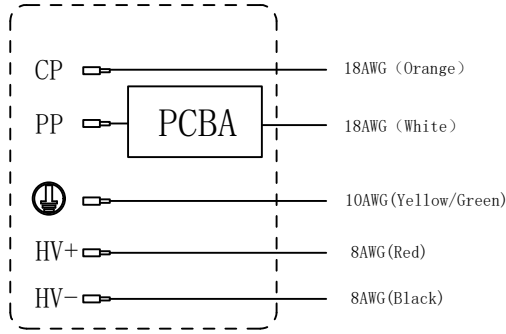 CP 18AWG（Orange）
PP PCBA 18AWG（White）
10AWG(Yellow/Green)
HV+ 8AWG(Red)
HV- 8AWG(Black)